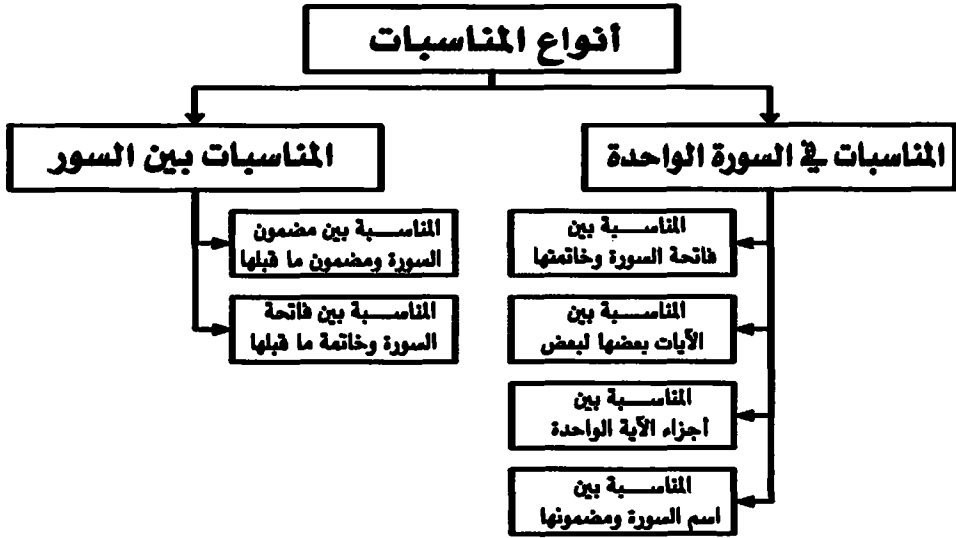 أنواع المناسبات
المناسبات في السورة الواحدة
المناسبة بين
فاتحة السورة وخاتمتها
المناسبة بين
الآيات بعضها لبعض
المناسبة بين
أجزاء الآية الواحدة
المناسبة بين
اسم السورة ومضمونها
المناسبات بين السور
المناسبة بين مضمون
السورة ومضمون ما قبلها
المناسبة بين فاتحة
السورة وخاتمة ما قبلها